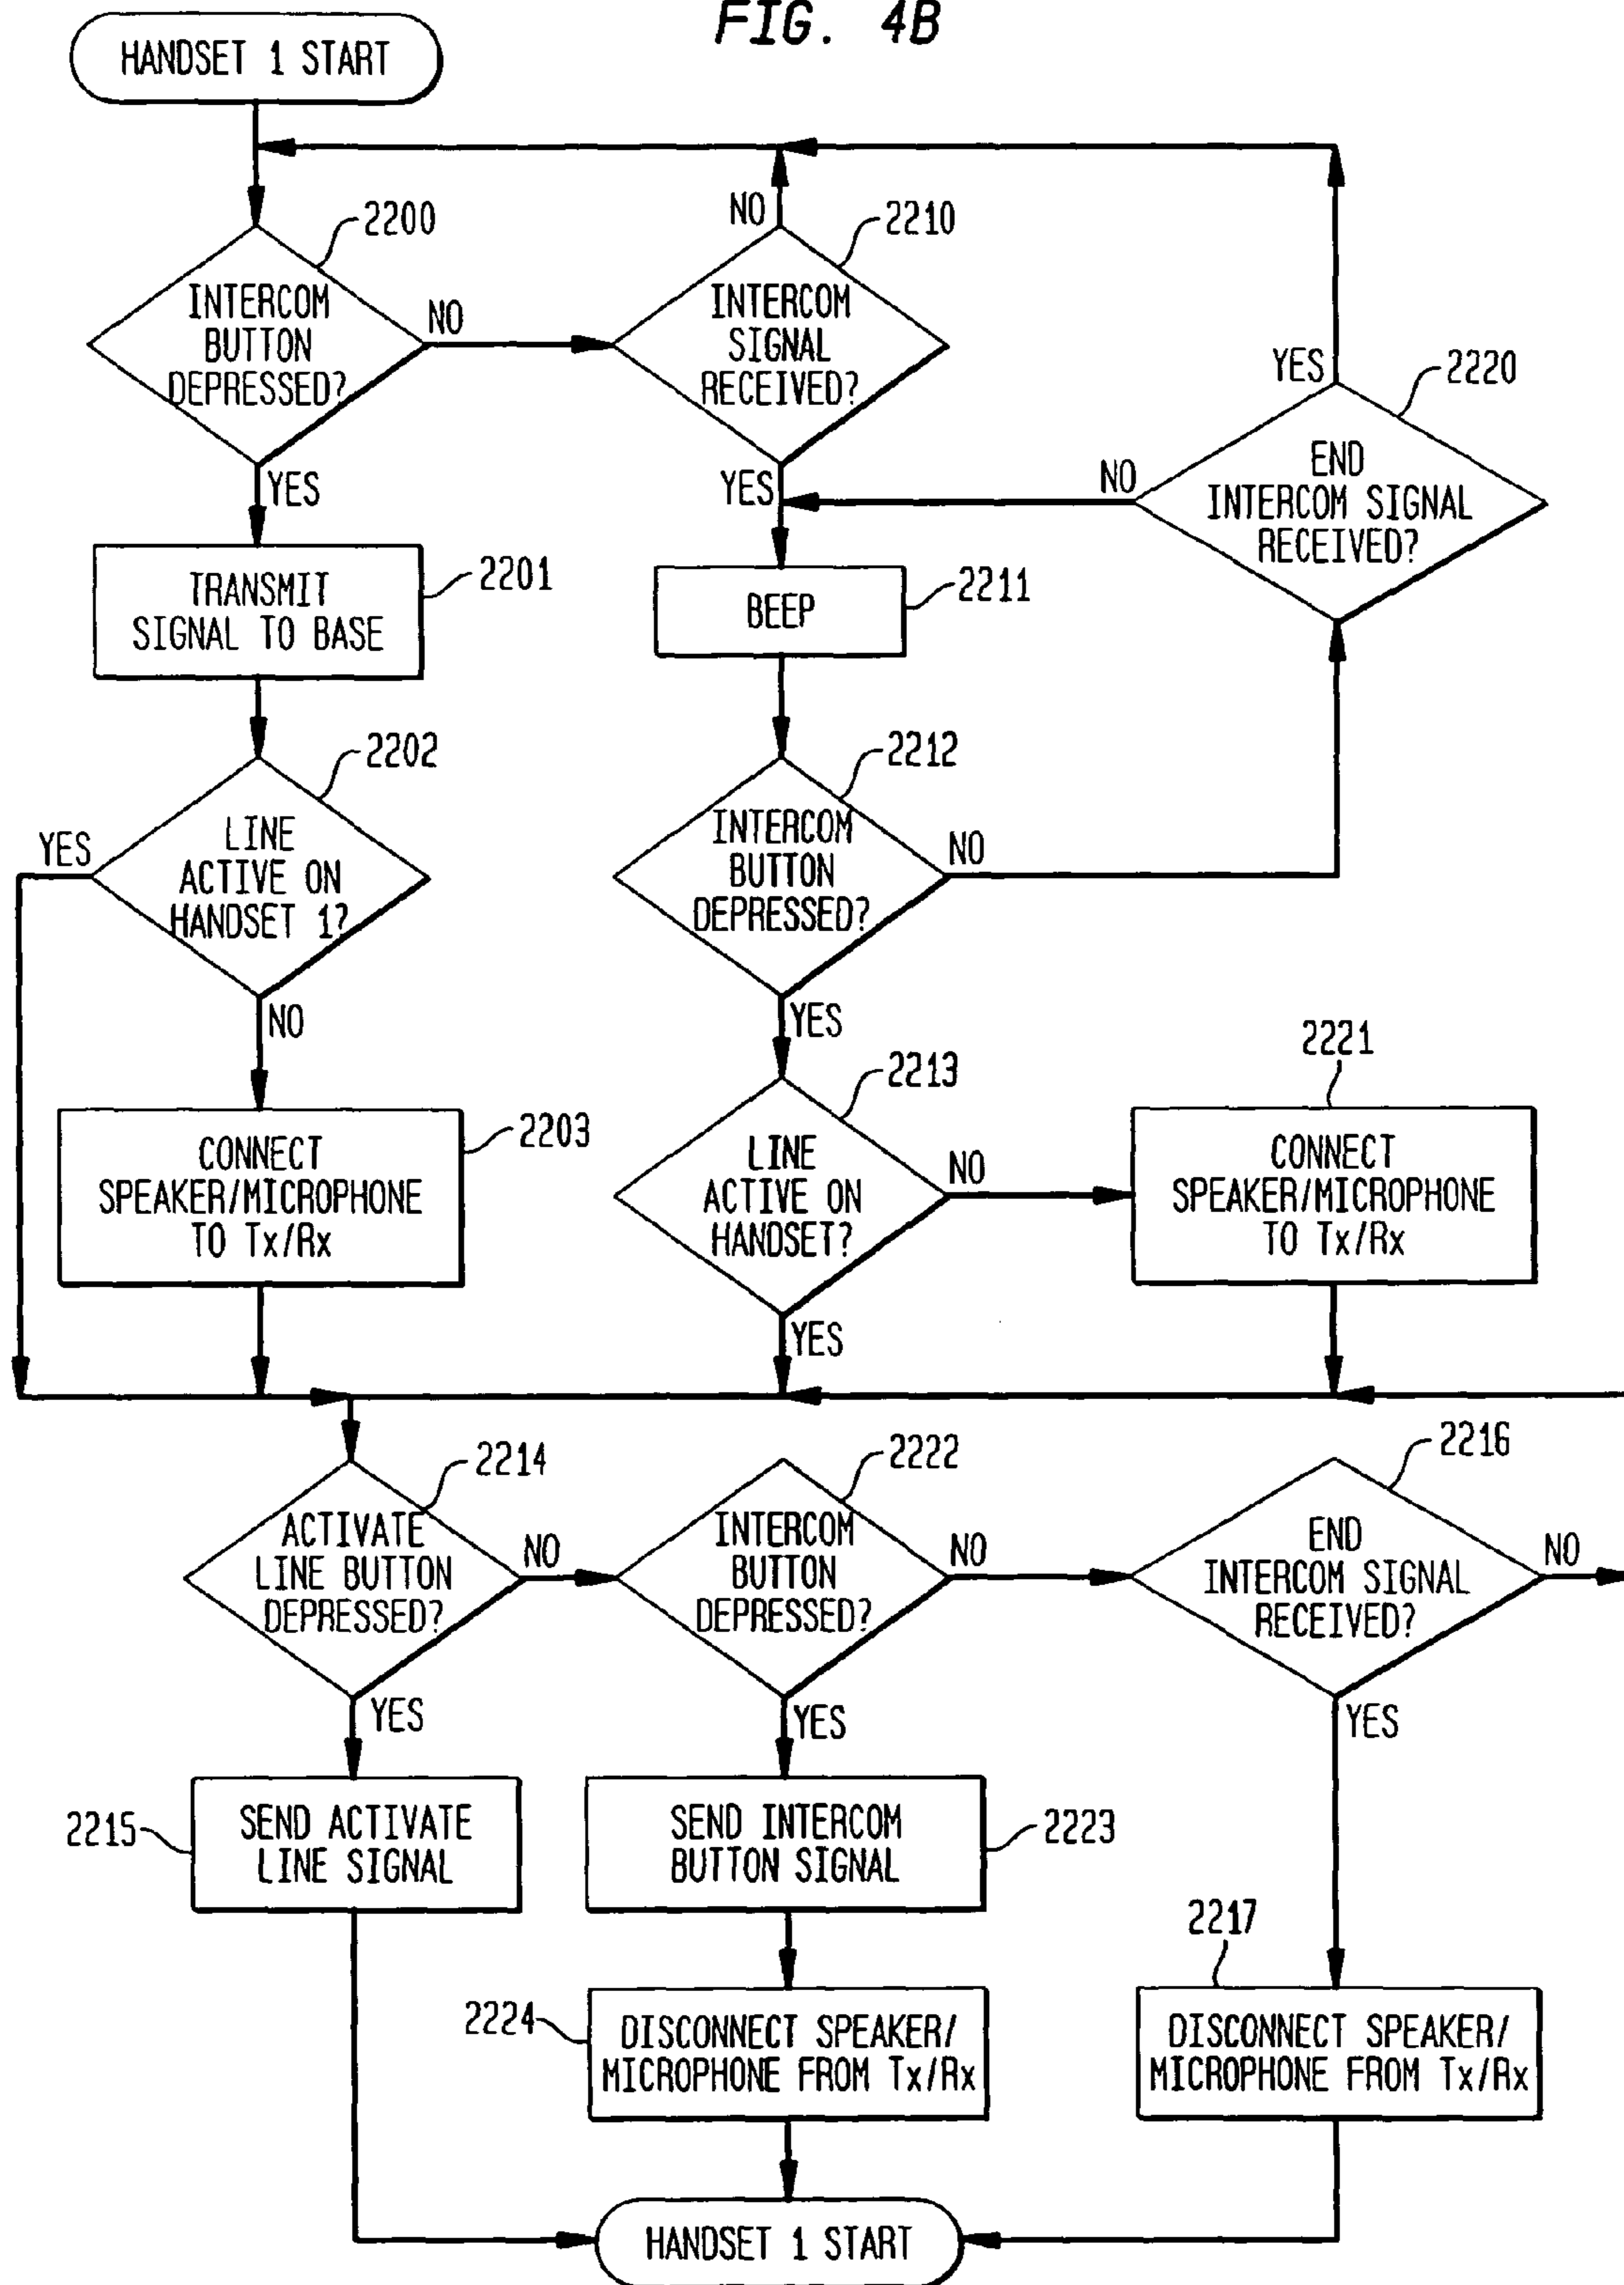 FIG. 4B
HANDSET 1 START
2200
INTERCOM
BUTTON
DEPRESSED?
NO
YES
2210
INTERCOM
SIGNAL
RECEIVED?
NO
YES
2220
END
INTERCOM SIGNAL
RECEIVED?
YES
NO
TRANSMIT
SIGNAL TO BASE
2201
BEEP
2211
2202
LINE
ACTIVE ON
HANDSET 1?
YES
NO
2212
INTERCOM
BUTTON
DEPRESSED?
NO
YES
CONNECT
SPEAKER/MICROPHONE
TO Tx/Rx
2203
2213
LINE
ACTIVE ON
HANDSET?
NO
YES
2221
CONNECT
SPEAKER/MICROPHONE
TO Tx/Rx
2214
ACTIVATE
LINE BUTTON
DEPRESSED?
NO
YES
2222
INTERCOM
BUTTON
DEPRESSED?
NO
YES
2216
END
INTERCOM SIGNAL
RECEIVED?
NO
YES
2215
SEND ACTIVATE
LINE SIGNAL
SEND INTERCOM
BUTTON SIGNAL
2223
2224
DISCONNECT SPEAKER/
MICROPHONE FROM Tx/Rx
2217
DISCONNECT SPEAKER/
MICROPHONE FROM Tx/Rx
HANDSET 1 START